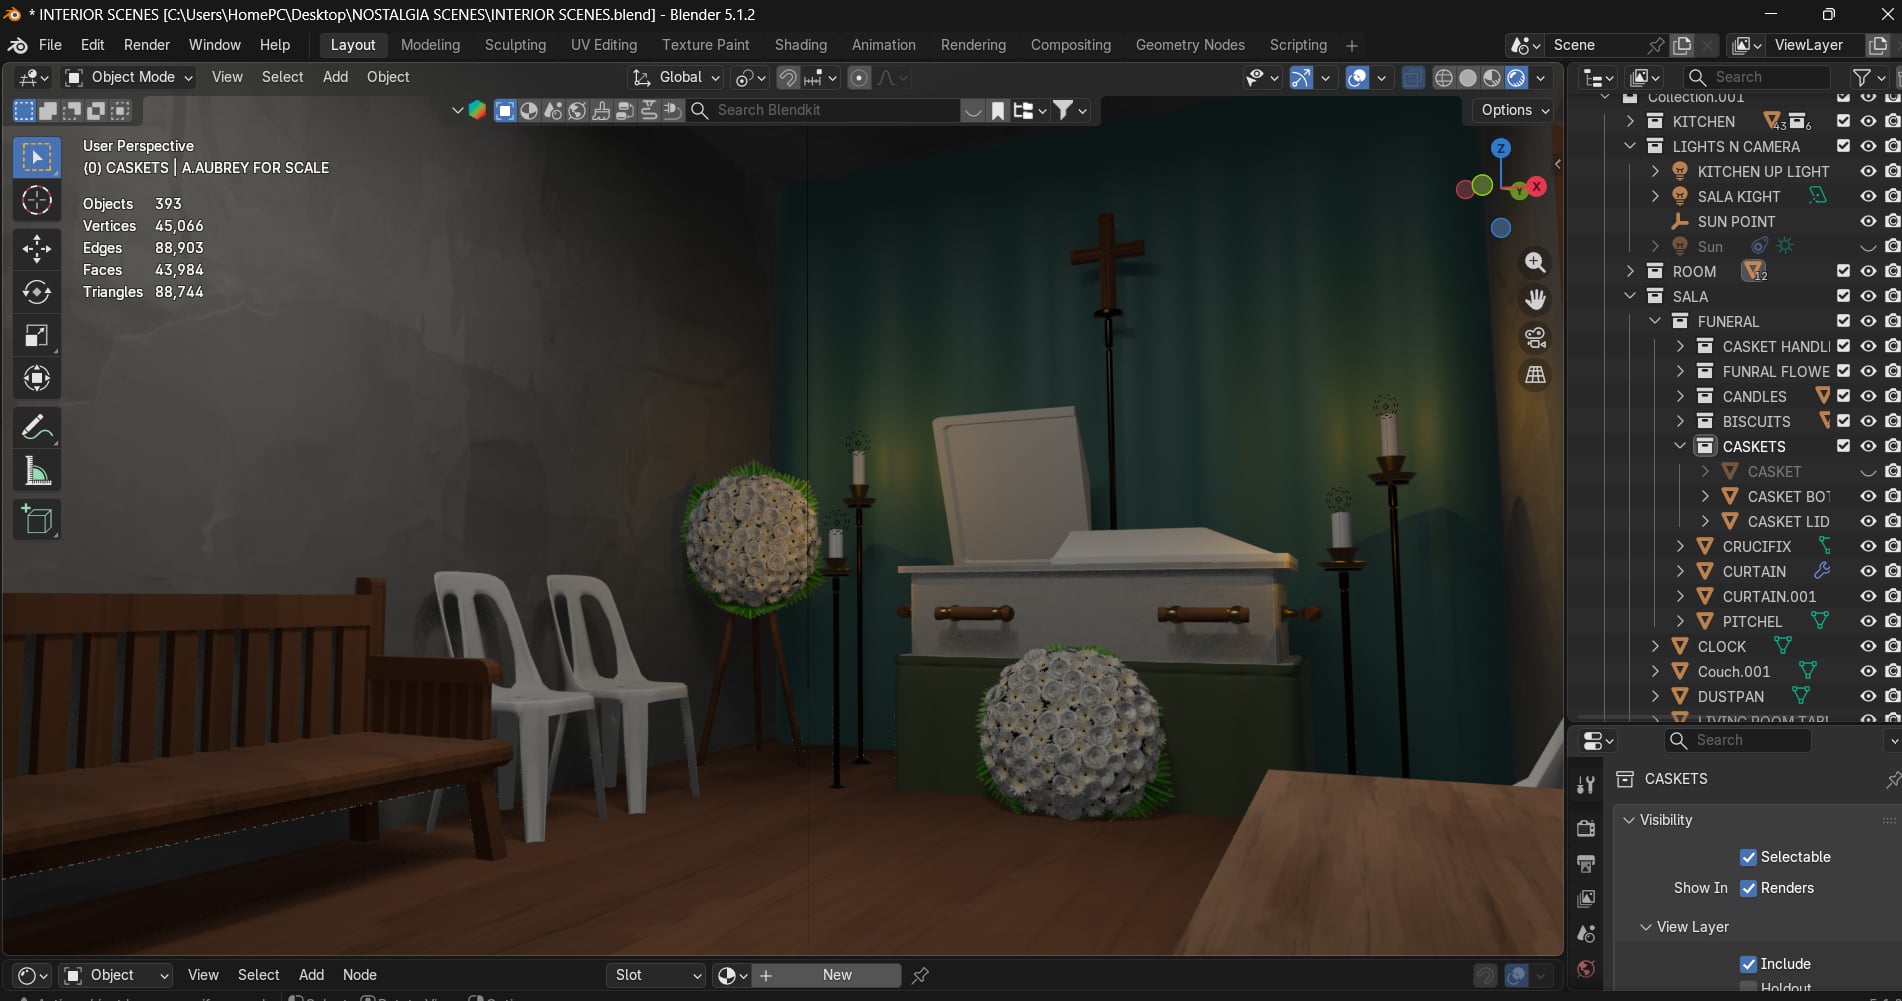 * INTERIOR SCENES [C:\Users\HomePC\Desktop\NOSTALGIA SCENES\INTERIOR SCENES.blend] - Blender 5.1.2
File Edit Render Window Help
Layout Modeling Sculpting UV Editing Texture Paint Shading Animation Rendering Compositing Geometry Nodes Scripting +
Scene
ViewLayer
Object Mode View Select Add Object
Global
Search Blendkit
Options
User Perspective
(0) CASKETS | A.AUBREY FOR SCALE
Objects 393
Vertices 45,066
Edges 88,903
Faces 43,984
Triangles 88,744
Z
Y
X
Search
Collection.001
KITCHEN 43 6
LIGHTS N CAMERA
KITCHEN UP LIGHT
SALA KIGHT
SUN POINT
Sun
ROOM 12
SALA
FUNERAL
CASKET HANDLI
FUNRAL FLOWE
CANDLES
BISCUITS
CASKETS
CASKET
CASKET BOT
CASKET LID
CRUCIFIX
CURTAIN
CURTAIN.001
PITCHEL
CLOCK
Couch.001
DUSTPAN
Search
CASKETS
Visibility
Selectable
Show In Renders
View Layer
Include
Holdout
Object View Select Add Node
Slot
New